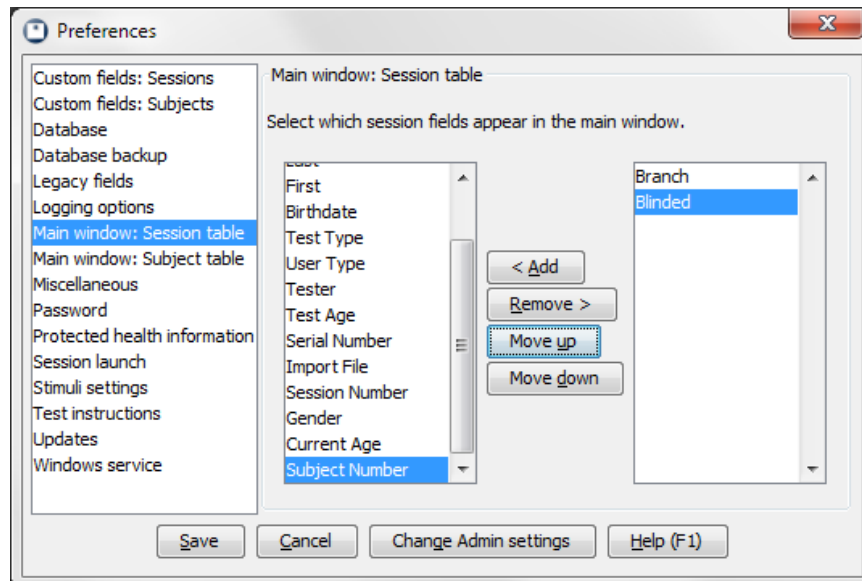 Preferences
Custom fields: Sessions
Custom fields: Subjects
Database
Database backup
Legacy fields
Logging options
Main window: Session table
Main window: Subject table
Miscellaneous
Password
Protected health information
Session launch
Stimuli settings
Test instructions
Updates
Windows service
Main window: Session table
Select which session fields appear in the main window.
First
Birthdate
Test Type
User Type
Tester
Test Age
Serial Number
Import File
Session Number
Gender
Current Age
Subject Number
< Add
Remove >
Move up
Move down
Branch
Blinded
Save
Cancel
Change Admin settings
Help (F1)